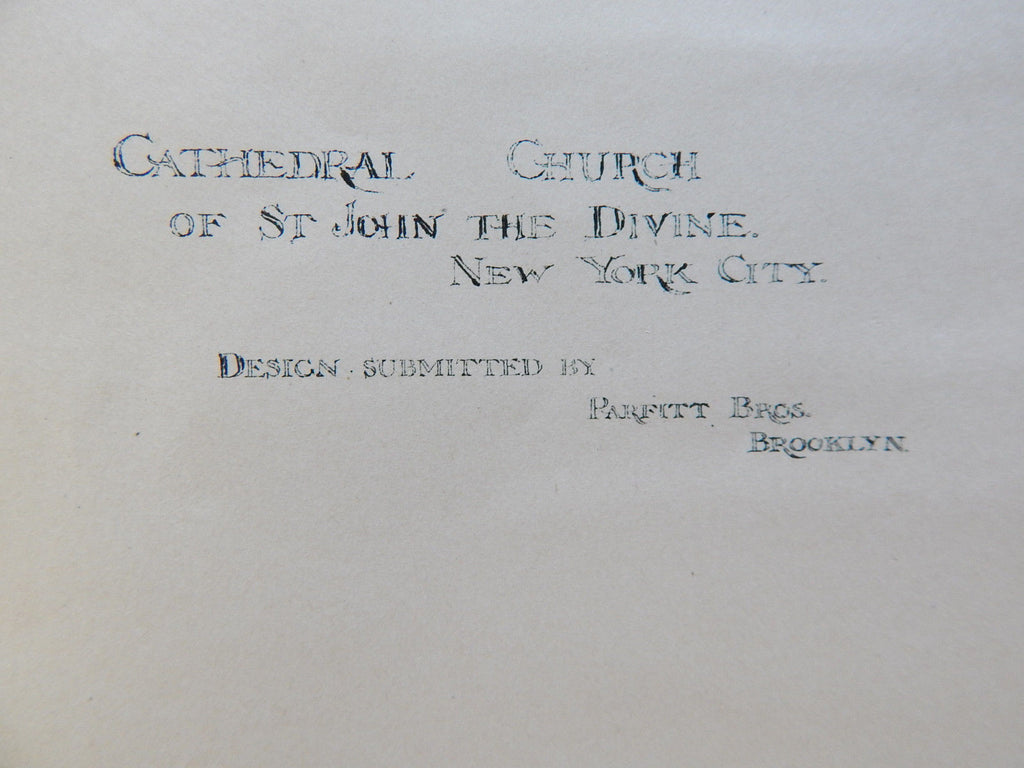 Cathedral Church
of St John the Divine.
New York City.
Design submitted by
Parfitt Bros.
Brooklyn.